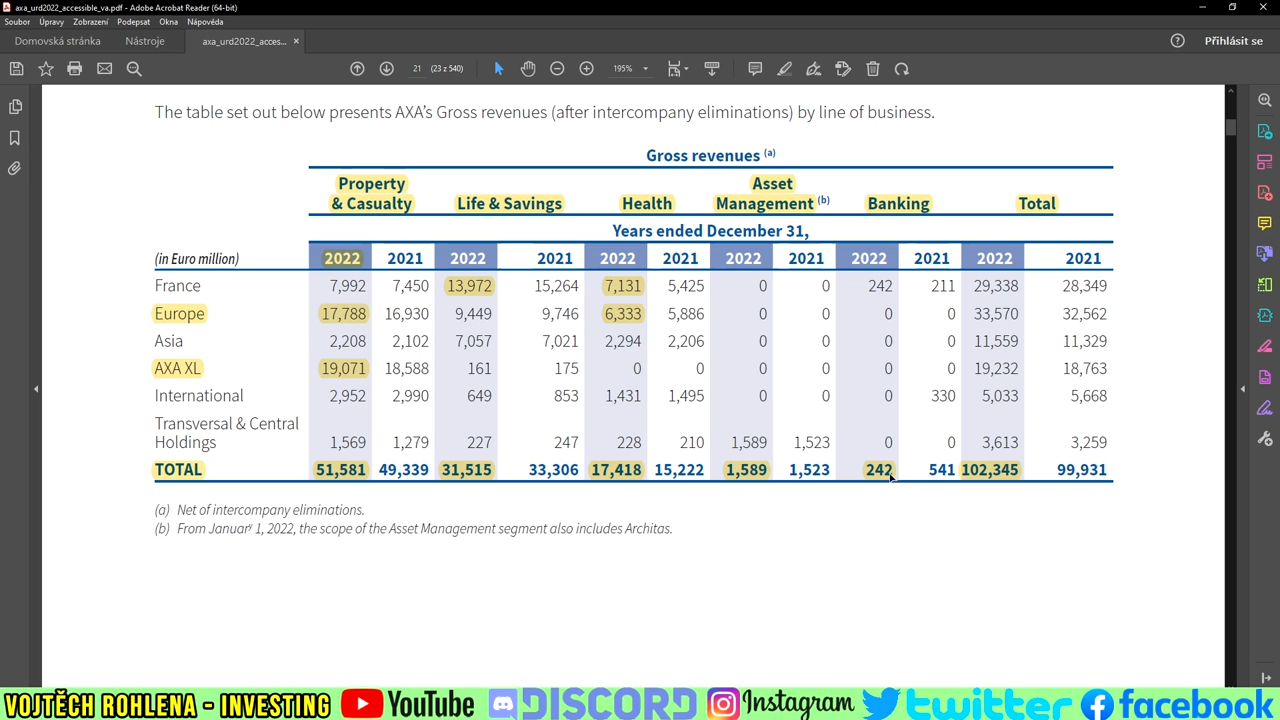 axa_urd2022_accessible_va.pdf - Adobe Acrobat Reader (64-bit)
Soubor Úpravy Zobrazení Podepsat Okna Nápověda
Domovská stránka Nástroje axa_urd2022_acces... × Přihlásit se
21 (23 z 540) 195%
The table set out below presents AXA's Gross revenues (after intercompany eliminations) by line of business.
Gross revenues (a)
Property & Casualty Life & Savings Health Asset Management (b) Banking Total
Years ended December 31,
(in Euro million) 2022 2021 2022 2021 2022 2021 2022 2021 2022 2021 2022 2021
France 7,992 7,450 13,972 15,264 7,131 5,425 0 0 242 211 29,338 28,349
Europe 17,788 16,930 9,449 9,746 6,333 5,886 0 0 0 0 33,570 32,562
Asia 2,208 2,102 7,057 7,021 2,294 2,206 0 0 0 0 11,559 11,329
AXA XL 19,071 18,588 161 175 0 0 0 0 0 0 19,232 18,763
International 2,952 2,990 649 853 1,431 1,495 0 0 0 330 5,033 5,668
Transversal & Central
Holdings 1,569 1,279 227 247 228 210 1,589 1,523 0 0 3,613 3,259
TOTAL 51,581 49,339 31,515 33,306 17,418 15,222 1,589 1,523 242 541 102,345 99,931
(a) Net of intercompany eliminations.
(b) From January 1, 2022, the scope of the Asset Management segment also includes Architas.
VOJTĚCH ROHLENA - INVESTING YouTube DISCORD Instagram twitter facebook